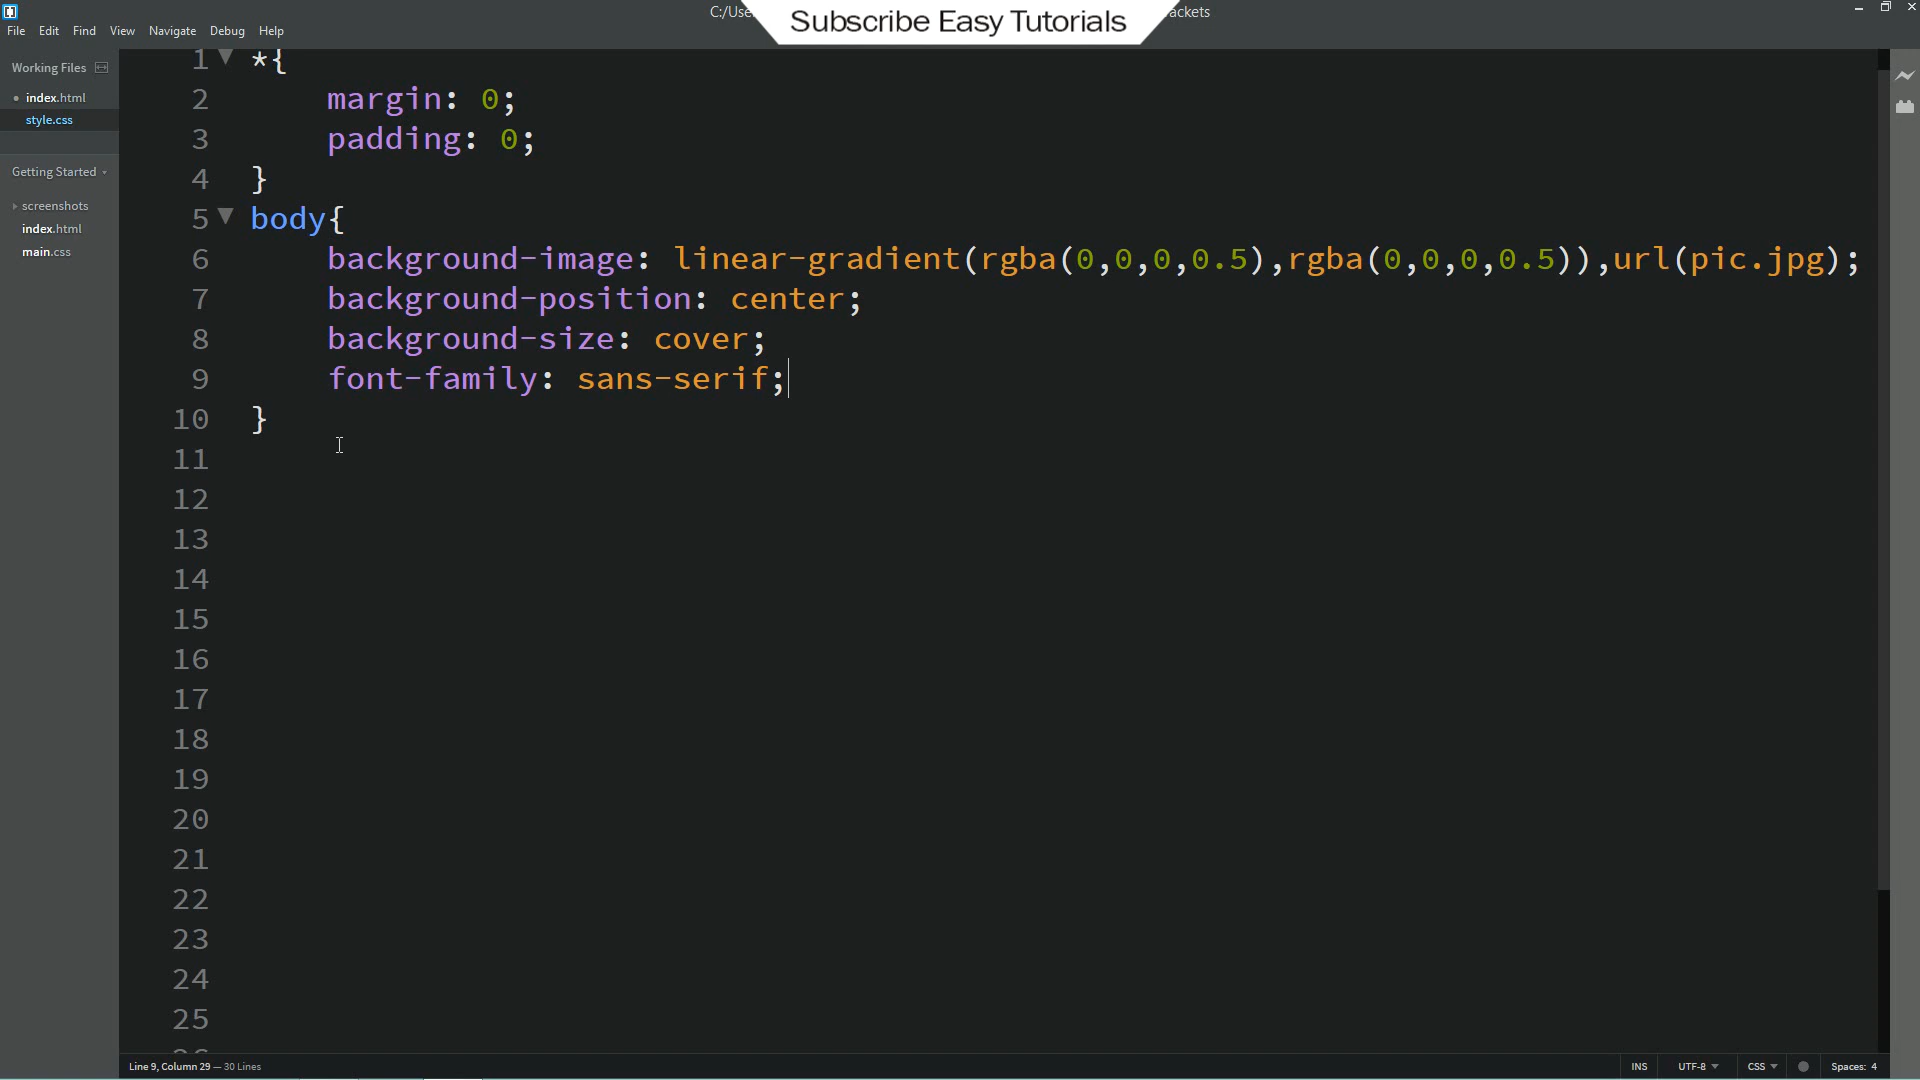 C:/Use
Subscribe Easy Tutorials
ackets
File Edit Find View Navigate Debug Help
Working Files
index.html
style.css
Getting Started
screenshots
index.html
main.css
1 *{
2 margin: 0;
3 padding: 0;
4 }
5 body{
6 background-image: linear-gradient(rgba(0,0,0,0.5),rgba(0,0,0,0.5)),url(pic.jpg);
7 background-position: center;
8 background-size: cover;
9 font-family: sans-serif;
10 }
11
12
13
14
15
16
17
18
19
20
21
22
23
24
25
Line 9, Column 29 — 30 Lines
INS UTF-8 CSS Spaces: 4